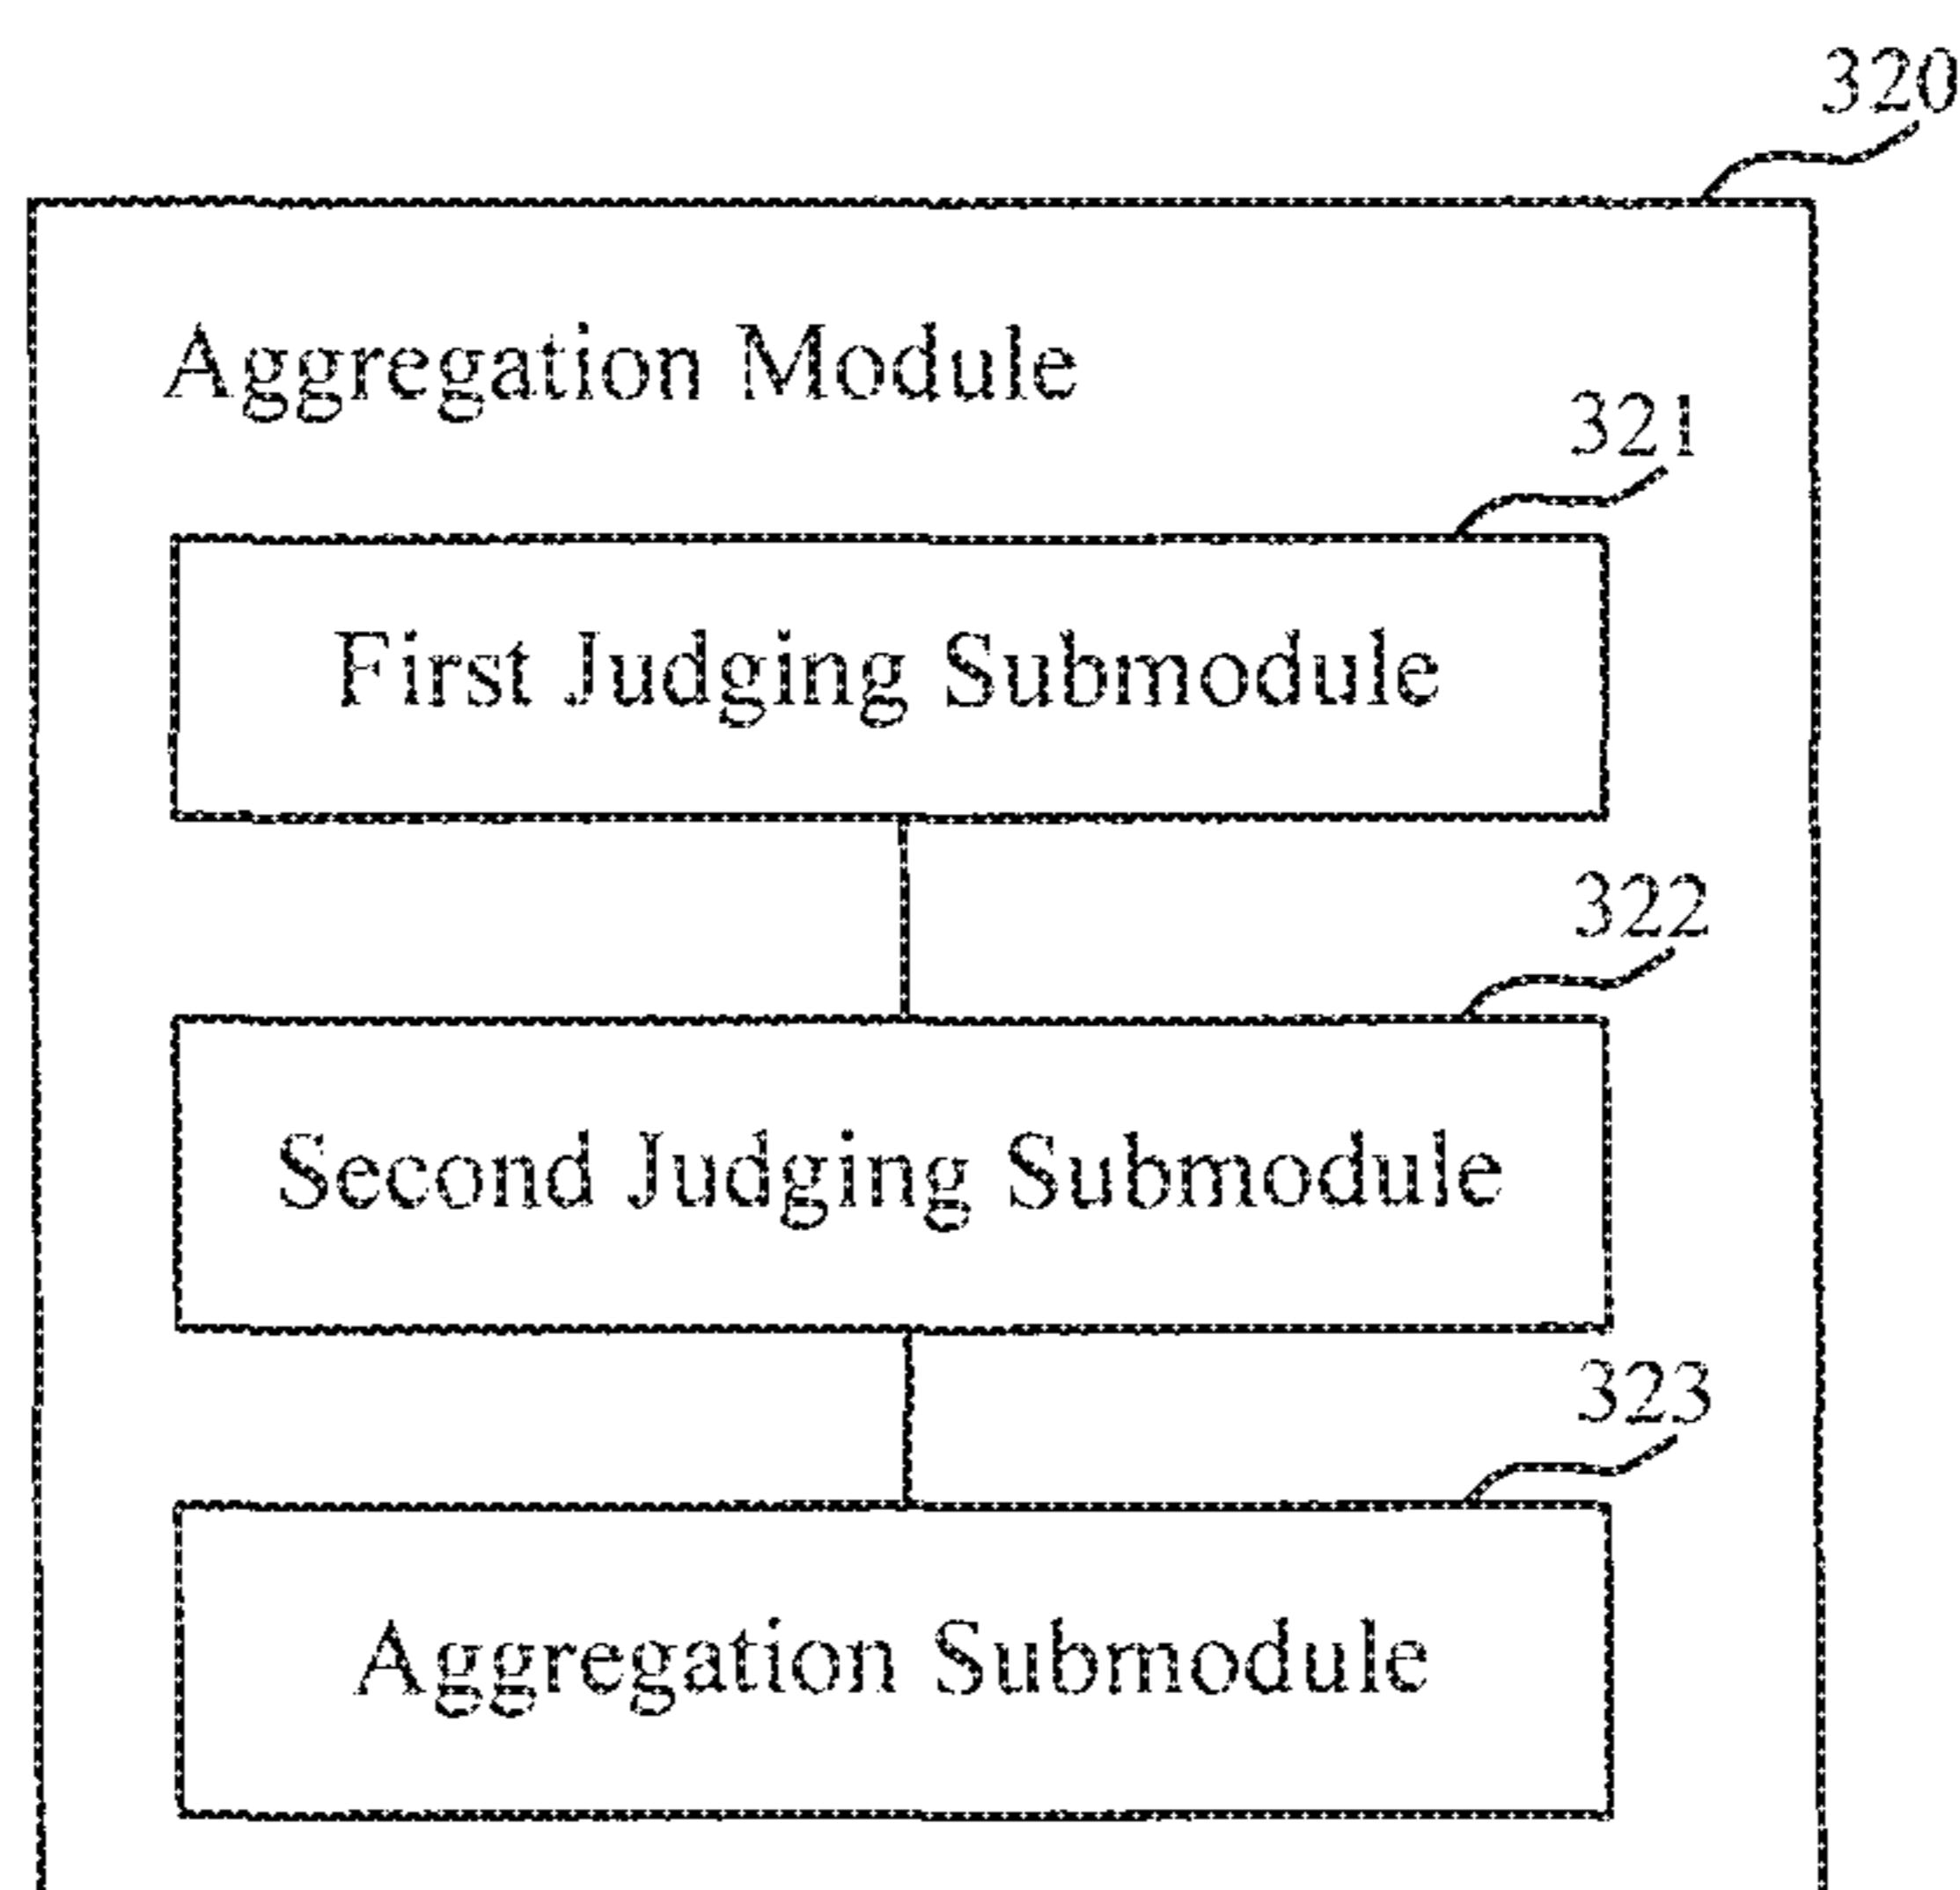 320
Aggregation Module
321
First Judging Submodule
322
Second Judging Submodule
323
Aggregation Submodule